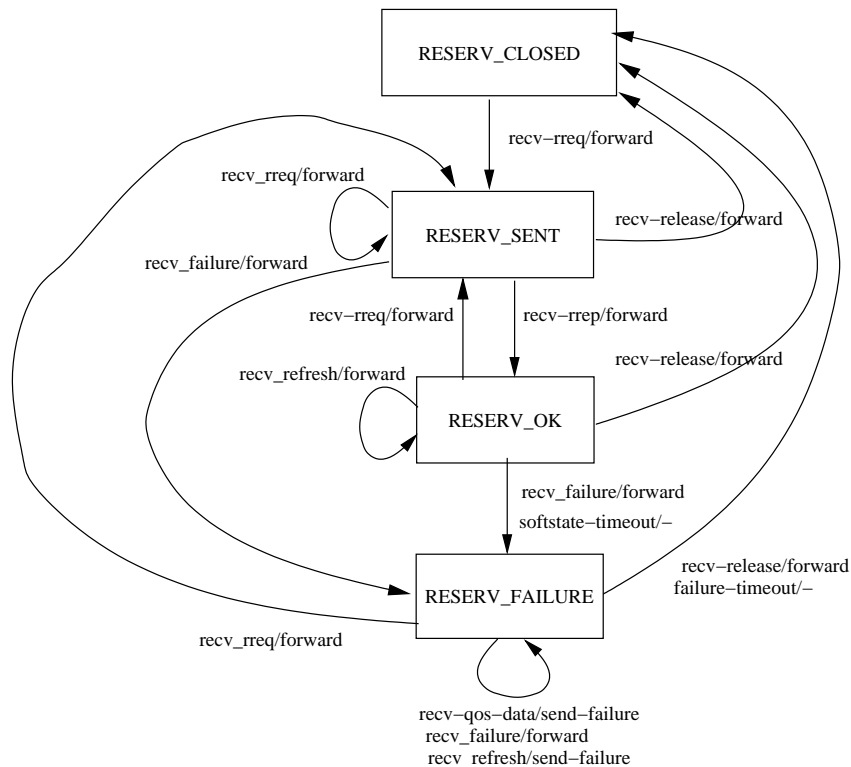 RESERV_CLOSED
recv−rreq/forward
recv_rreq/forward
RESERV_SENT
recv−release/forward
recv_failure/forward
recv−rreq/forward
recv−rrep/forward
recv_refresh/forward
recv−release/forward
RESERV_OK
recv_failure/forward
softstate−timeout/−
recv−release/forward
failure−timeout/−
RESERV_FAILURE
recv_rreq/forward
recv−qos−data/send−failure
recv_failure/forward
recv_refresh/send−failure